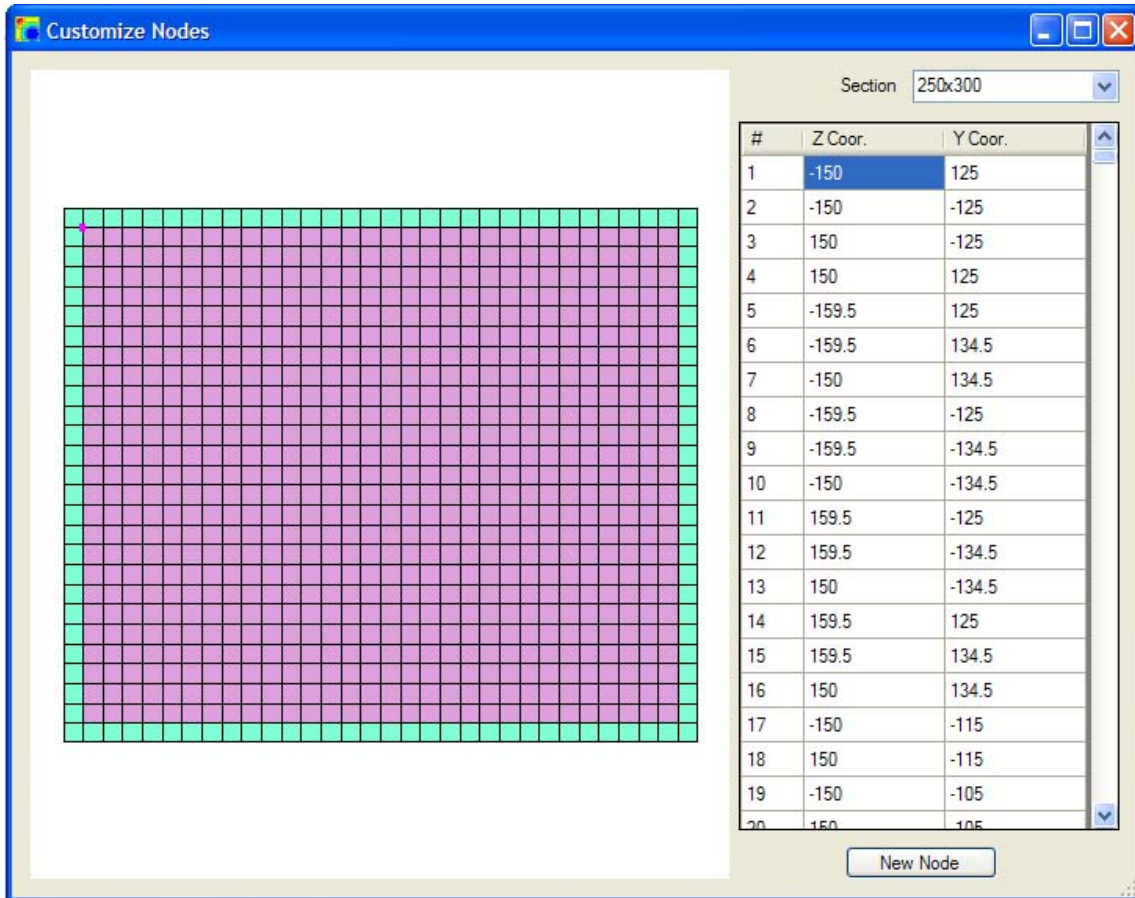 Customize Nodes
Section 250x300
# Z Coor. Y Coor.
1 -150 125
2 -150 -125
3 150 -125
4 150 125
5 -159.5 125
6 -159.5 134.5
7 -150 134.5
8 -159.5 -125
9 -159.5 -134.5
10 -150 -134.5
11 159.5 -125
12 159.5 -134.5
13 150 -134.5
14 159.5 125
15 159.5 134.5
16 150 134.5
17 -150 -115
18 150 -115
19 -150 -105
20 150 -105
New Node